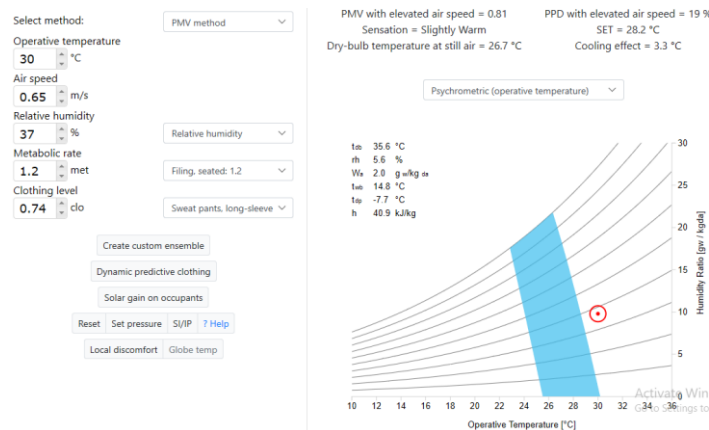 Select method:
PMV method
Operative temperature
30 °C
Air speed
0.65 m/s
Relative humidity
37 %
Relative humidity
Metabolic rate
1.2 met
Filing, seated: 1.2
Clothing level
0.74 clo
Sweat pants, long-sleeve
Create custom ensemble
Dynamic predictive clothing
Solar gain on occupants
Reset Set pressure SI/IP ? Help
Local discomfort Globe temp
PMV with elevated air speed = 0.81 PPD with elevated air speed = 19 %
Sensation = Slightly Warm SET = 28.2 °C
Dry-bulb temperature at still air = 26.7 °C Cooling effect = 3.3 °C
Psychrometric (operative temperature)
tdb 35.6 °C
rh 5.6 %
Wa 2.0 g w/kg da
twb 14.8 °C
tdp -7.7 °C
h 40.9 kJ/kg
30
25
20
15
10
5
0
Humidity Ratio [gw / kgda]
10 12 14 16 18 20 22 24 26 28 30 32 34 36
Operative Temperature [°C]
Activate Win
Go to Settings to